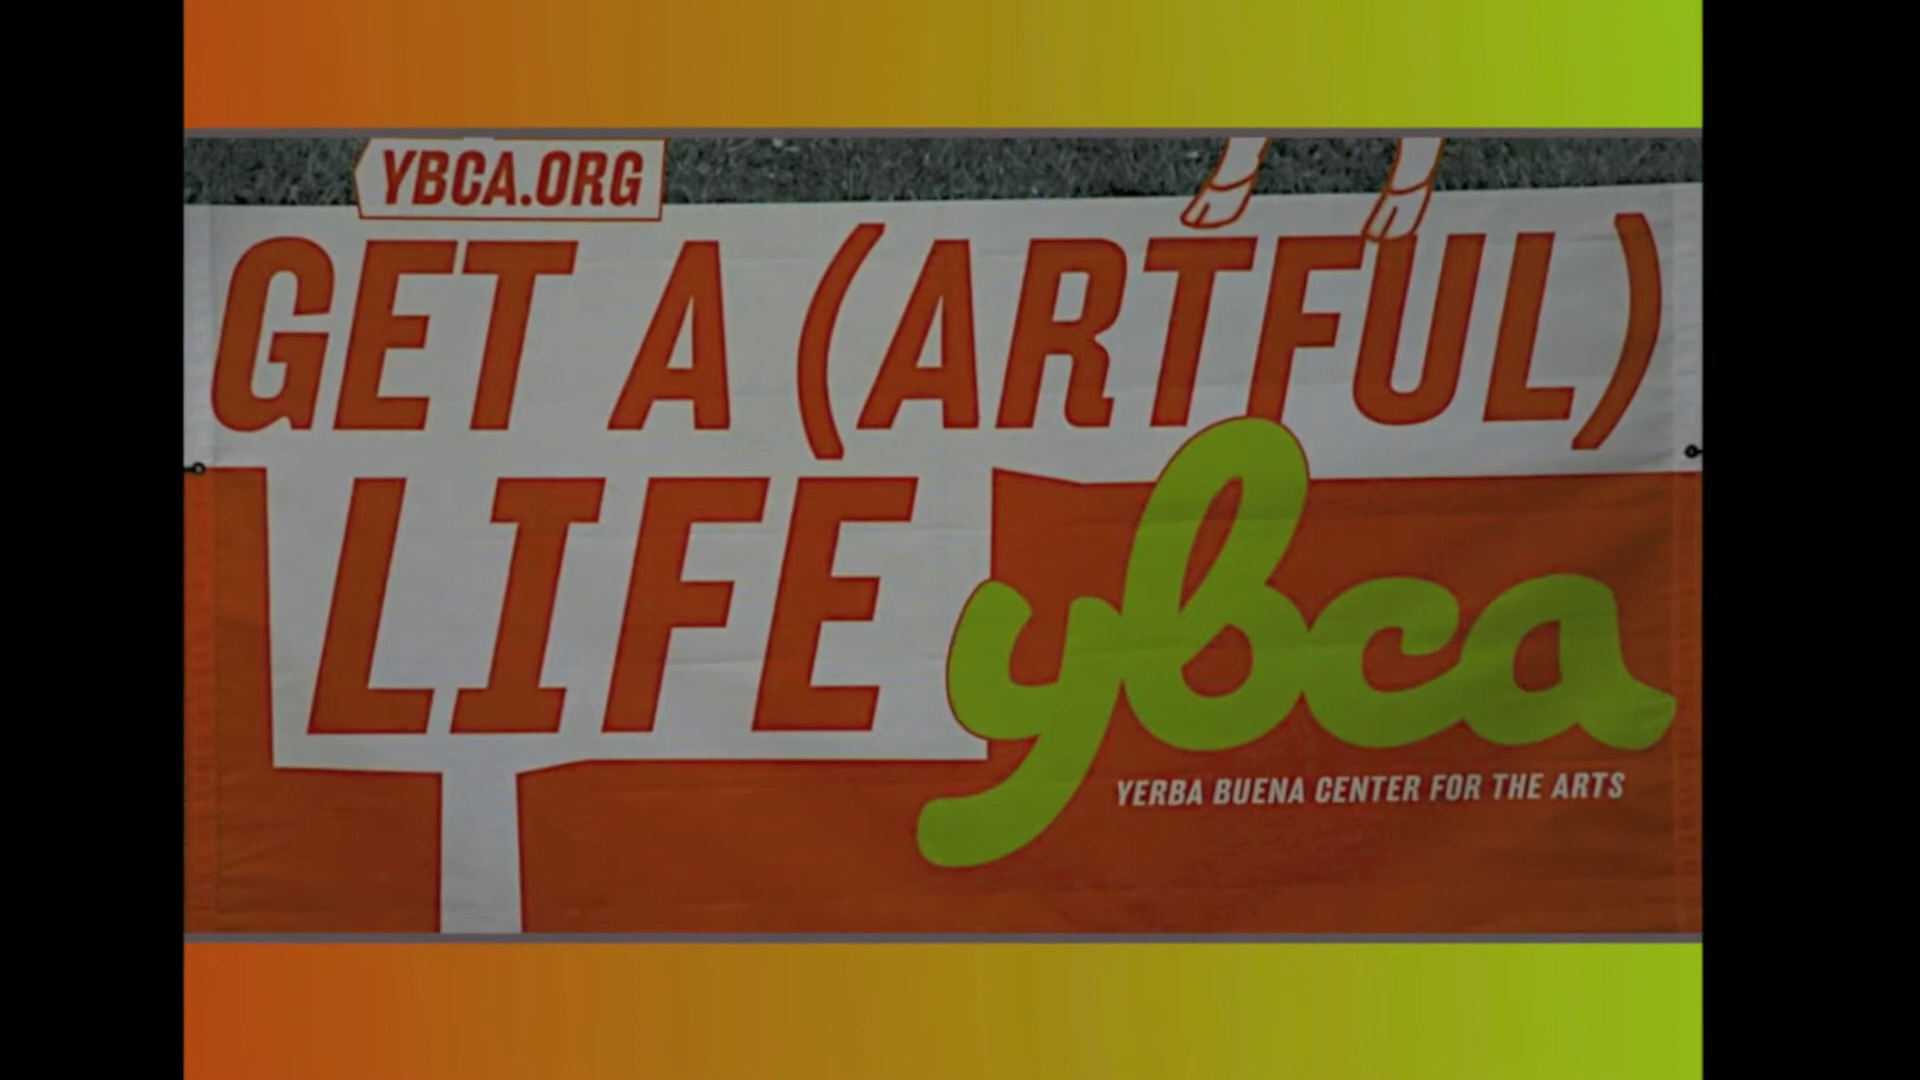 YBCA.ORG
GET A (ARTFUL)
LIFE
ybca
YERBA BUENA CENTER FOR THE ARTS